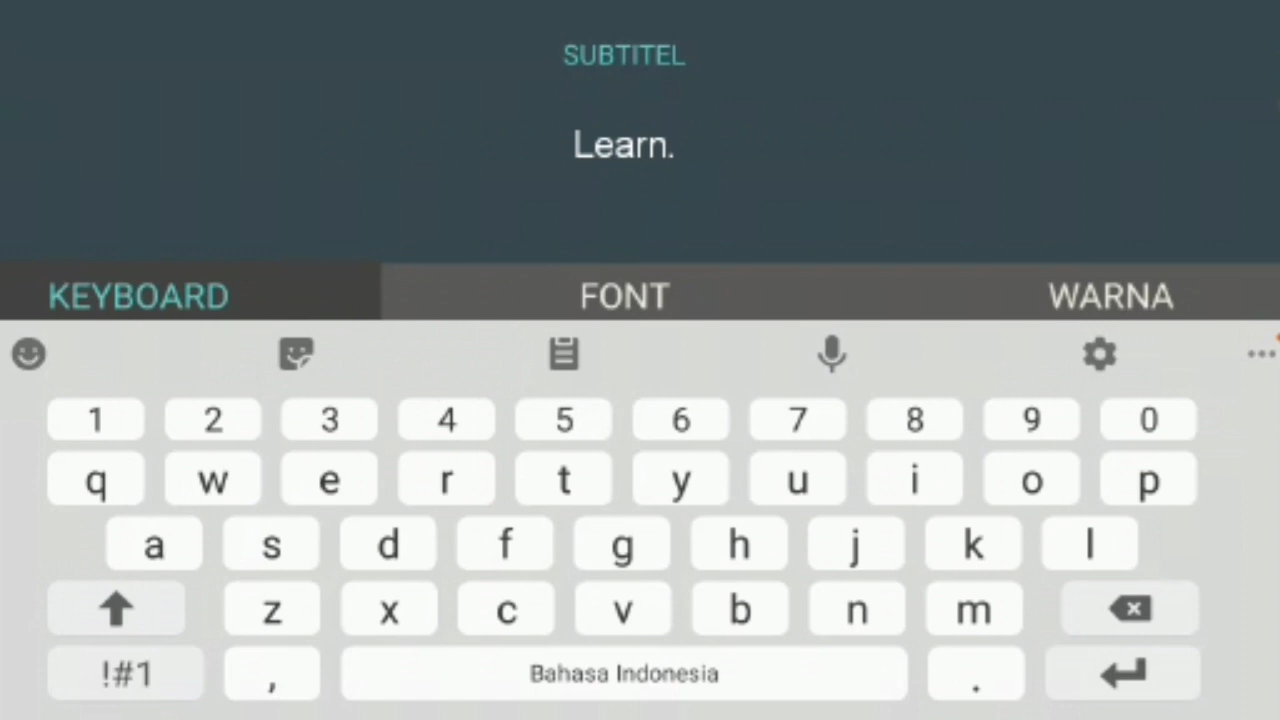 SUBTITEL
Learn.
KEYBOARD FONT WARNA
1 2 3 4 5 6 7 8 9 0
q w e r t y u i o p
a s d f g h j k l
z x c v b n m
!#1 , Bahasa Indonesia .